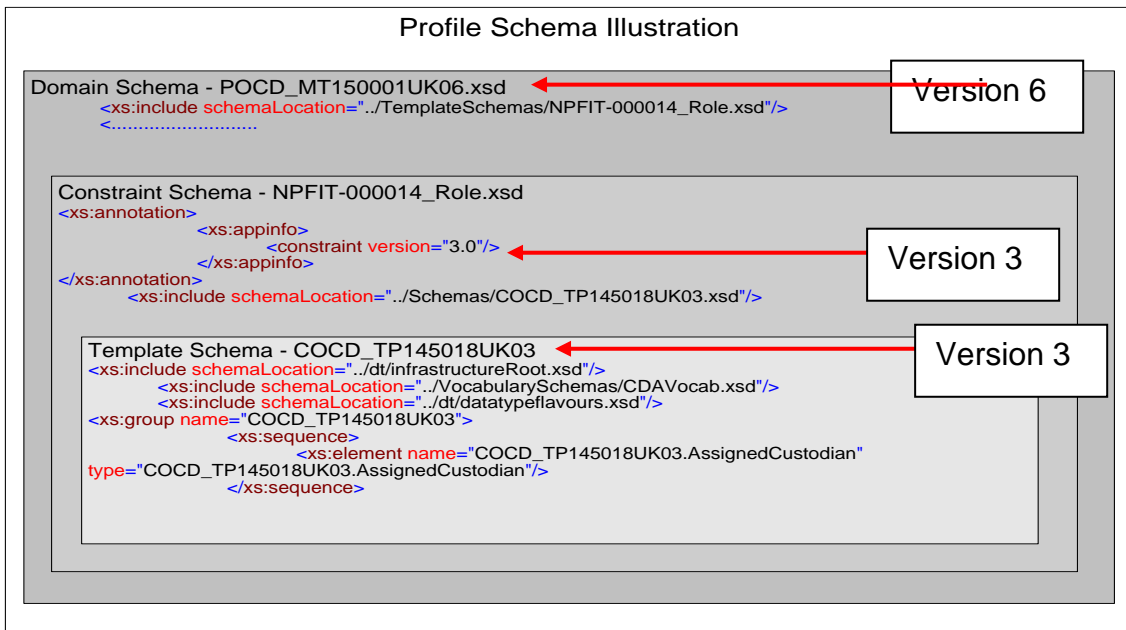 Profile Schema Illustration
Domain Schema - POCD_MT150001UK06.xsd
Version 6
<xs:include schemaLocation="../TemplateSchemas/NPFIT-000014_Role.xsd"/>
<...........................
Constraint Schema - NPFIT-000014_Role.xsd
<xs:annotation>
<xs:appinfo>
<constraint version="3.0"/>
Version 3
</xs:appinfo>
</xs:annotation>
<xs:include schemaLocation="../Schemas/COCD_TP145018UK03.xsd"/>
Template Schema - COCD_TP145018UK03
Version 3
<xs:include schemaLocation="../dt/infrastructureRoot.xsd"/>
<xs:include schemaLocation="../VocabularySchemas/CDAVocab.xsd"/>
<xs:include schemaLocation="../dt/datatypeflavours.xsd"/>
<xs:group name="COCD_TP145018UK03">
<xs:sequence>
<xs:element name="COCD_TP145018UK03.AssignedCustodian"
type="COCD_TP145018UK03.AssignedCustodian"/>
</xs:sequence>